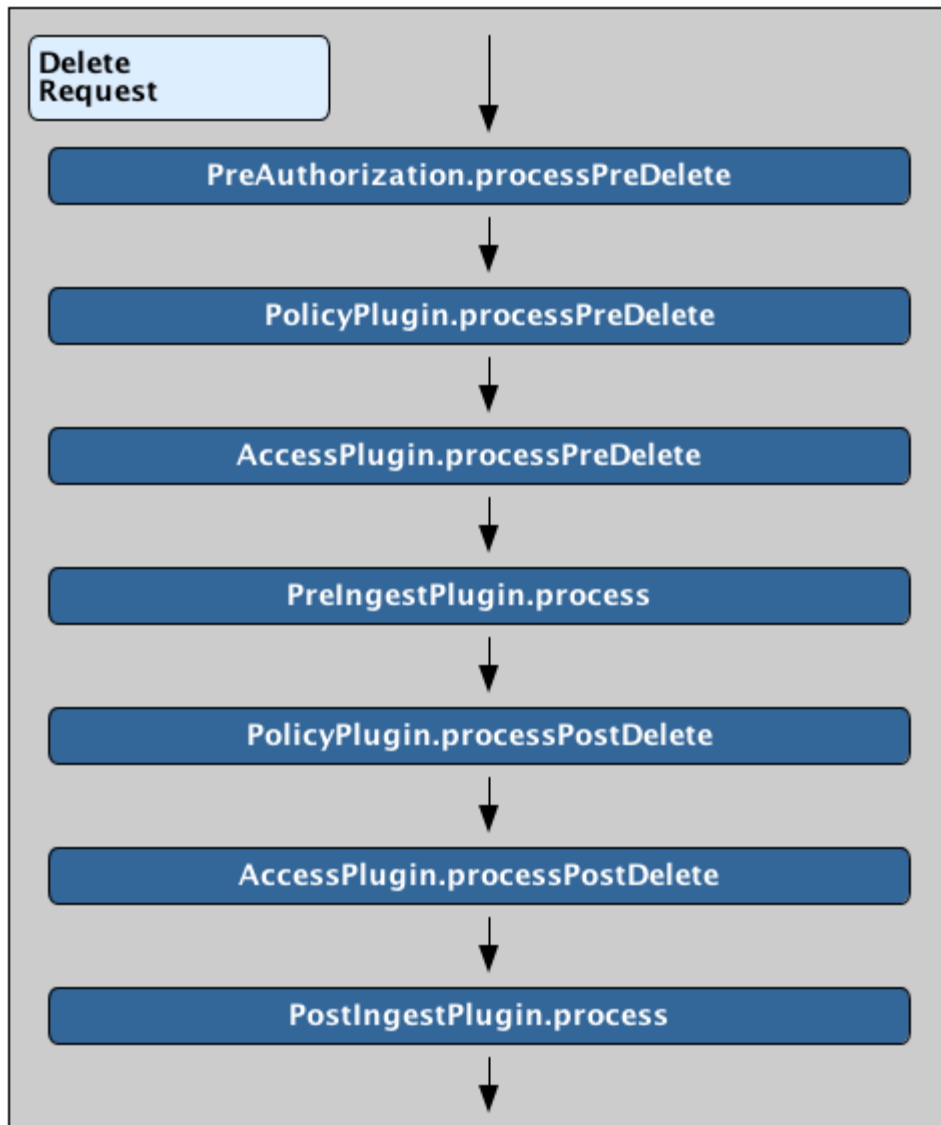 Delete
Request
PreAuthorization.processPreDelete
PolicyPlugin.processPreDelete
AccessPlugin.processPreDelete
PreIngestPlugin.process
PolicyPlugin.processPostDelete
AccessPlugin.processPostDelete
PostIngestPlugin.process